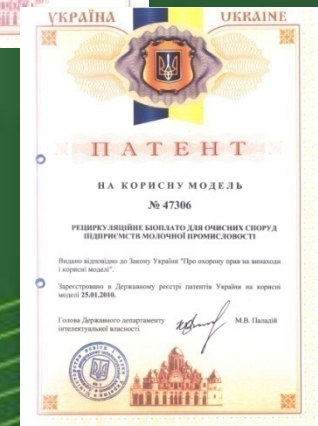 УКРАЇНА
UKRAINE
ПАТЕНТ
НА КОРИСНУ МОДЕЛЬ
№ 47306
РЕЦИРКУЛЯЦІЙНЕ БІОПЛАТО ДЛЯ ОЧИСНИХ СПОРУД
ПІДПРИЄМСТВ МОЛОЧНОЇ ПРОМИСЛОВОСТІ
Видано відповідно до Закону України "Про охорону прав на винаходи
і корисні моделі".
Зареєстровано в Державному реєстрі патентів України на корисні
моделі 25.01.2010.
Голова Державного департаменту
інтелектуальної власності
М.В. Паладій